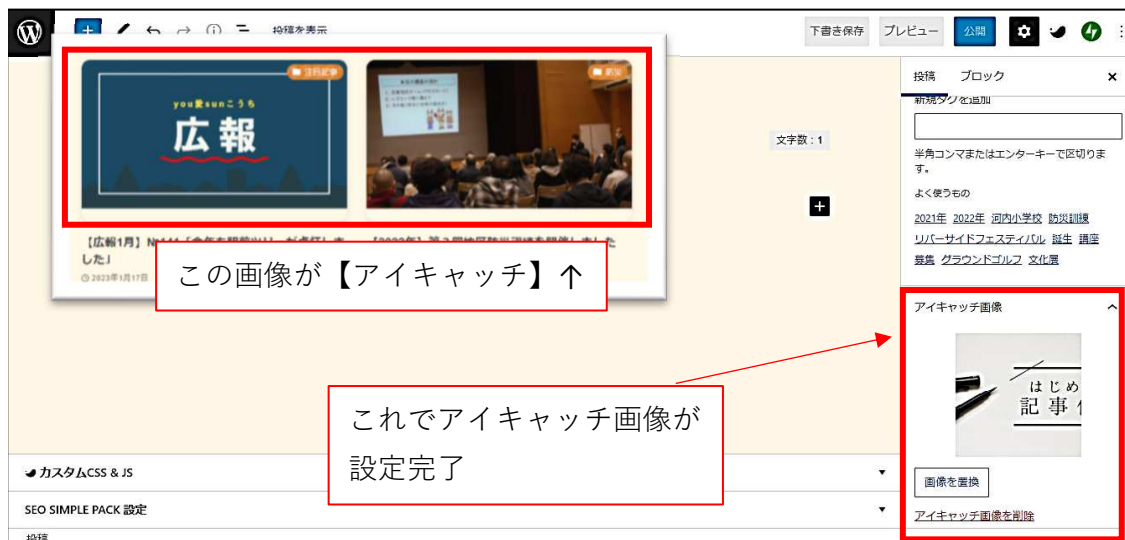 投稿を表示
下書き保存
プレビュー
公開
注目記事
you愛sunこうち
広報
防災
【広報1月】
した」
2023年1月17日
この画像が【アイキャッチ】↑
文字数：1
これでアイキャッチ画像が
設定完了
カスタムCSS & JS
SEO SIMPLE PACK 設定
投稿
投稿 ブロック
新規タグを追加
半角コンマまたはエンターキーで区切りま
す。
よく使うもの
2021年 2022年 河内小学校 防災訓練
リバーサイドフェスティバル 誕生 講座
募集 グラウンドゴルフ 文化展
アイキャッチ画像
はじめ
記事
画像を置換
アイキャッチ画像を削除